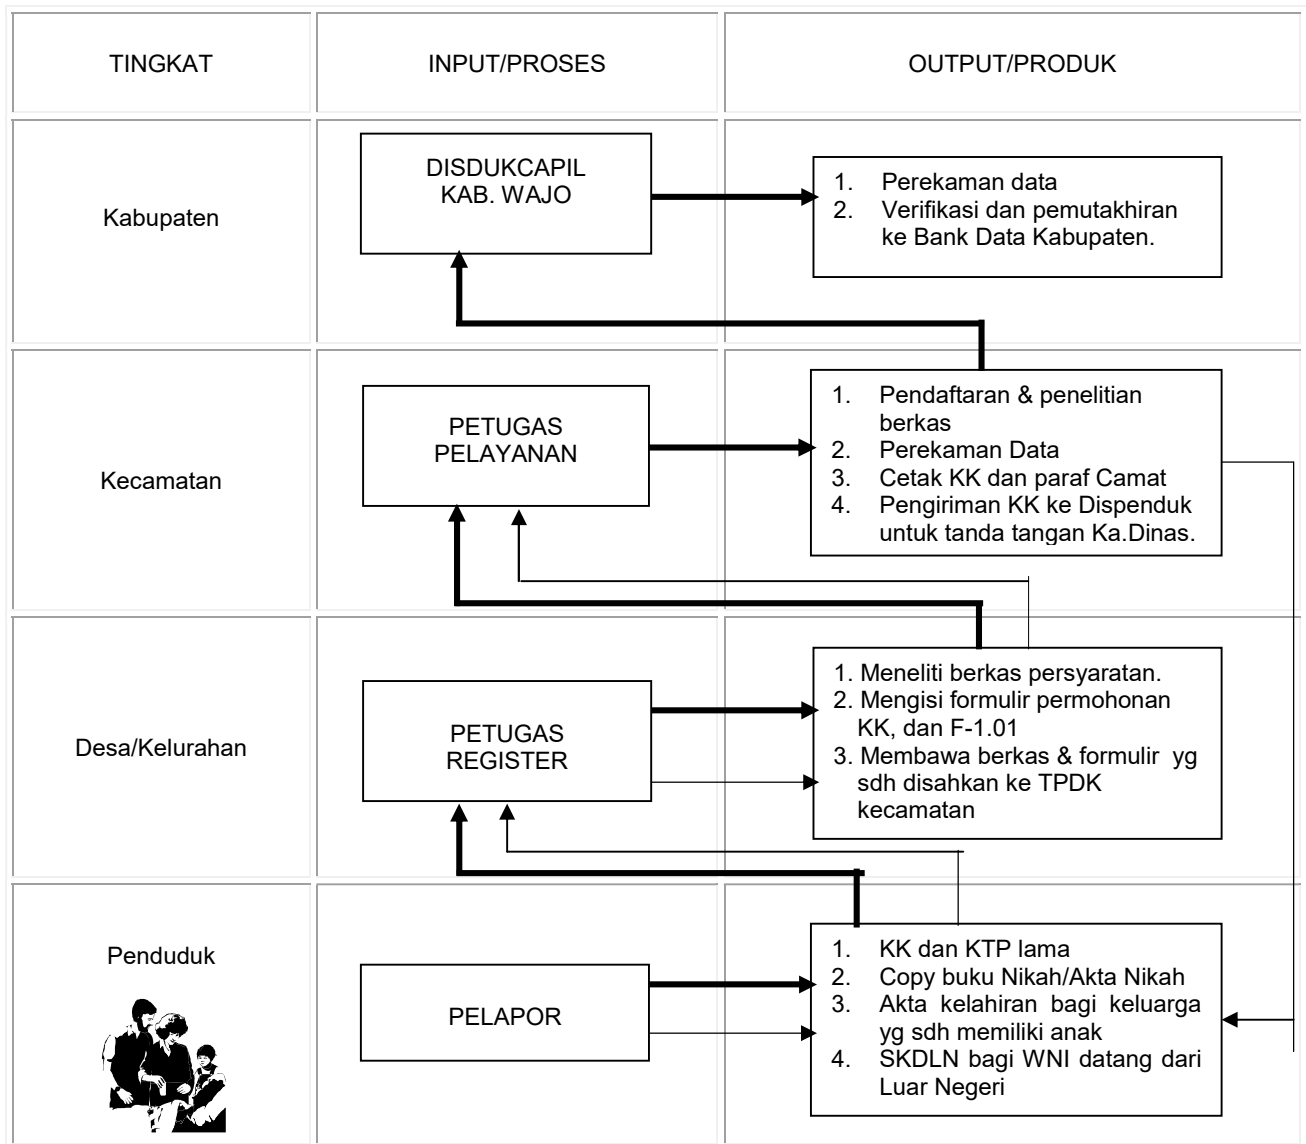 TINGKAT
INPUT/PROSES
OUTPUT/PRODUK
Kabupaten
DISDUKCAPIL
KAB. WAJO
1. Perekaman data
2. Verifikasi dan pemutakhiran
ke Bank Data Kabupaten.
Kecamatan
PETUGAS
PELAYANAN
1. Pendaftaran & penelitian
berkas
2. Perekaman Data
3. Cetak KK dan paraf Camat
4. Pengiriman KK ke Dispenduk
untuk tanda tangan Ka.Dinas.
Desa/Kelurahan
PETUGAS
REGISTER
1. Meneliti berkas persyaratan.
2. Mengisi formulir permohonan
KK, dan F-1.01
3. Membawa berkas & formulir yg
sdh disahkan ke TPDK
kecamatan
Penduduk
PELAPOR
1. KK dan KTP lama
2. Copy buku Nikah/Akta Nikah
3. Akta kelahiran bagi keluarga
yg sdh memiliki anak
4. SKDLN bagi WNI datang dari
Luar Negeri